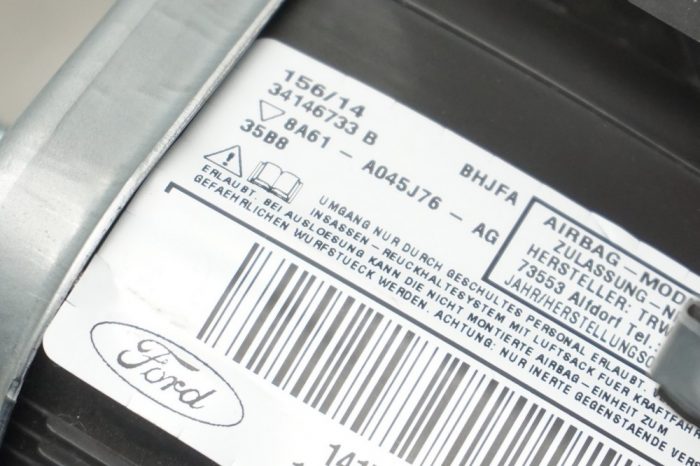 156/14
34146733 B
8A61 - A045J76 - AG
35B8
BHJFA
AIRBAG-MOD
ZULASSUNG-N
HERSTELLER: TRW
73553 Alfdorf Tel.:
JAHR/HERSTELLUNGSC
UMGANG NUR DURCH GESCHULTES PERSONAL ERLAUBT.
ERLAUBT. BEI AUSLOESUNG KANN DIE NICHT MONTIERTE AIRBAG-EINHEIT ZUM
INSASSEN-RUECKHALTESYSTEM MIT LUFTSACK FUER KRAFTFAHR
GEFAEHRLICHEN WURFSTUECK WERDEN. ACHTUNG: NUR INERTE GEGENSTAENDE VERW
Ford